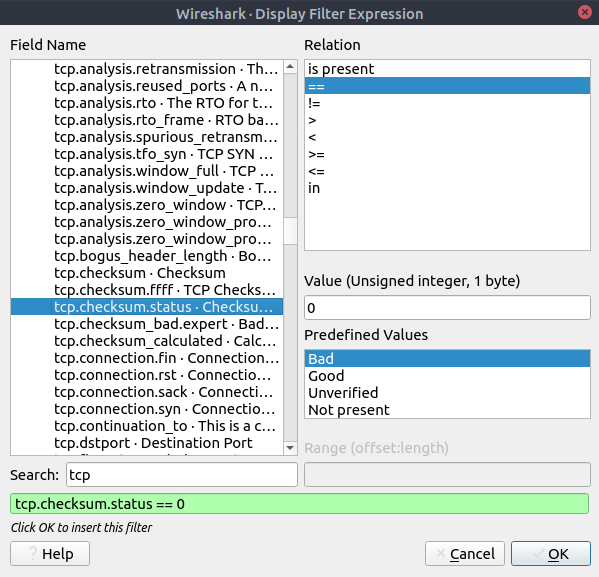 Wireshark · Display Filter Expression
Field Name
tcp.analysis.retransmission · Th…
tcp.analysis.reused_ports · A n…
tcp.analysis.rto · The RTO for t…
tcp.analysis.rto_frame · RTO ba…
tcp.analysis.spurious_retransm…
tcp.analysis.tfo_syn · TCP SYN …
tcp.analysis.window_full · TCP …
tcp.analysis.window_update · T…
tcp.analysis.zero_window · TCP…
tcp.analysis.zero_window_pro…
tcp.analysis.zero_window_pro…
tcp.bogus_header_length · Bo…
tcp.checksum · Checksum
tcp.checksum.ffff · TCP Checks…
tcp.checksum.status · Checksu…
tcp.checksum_bad.expert · Bad…
tcp.checksum_calculated · Calc…
tcp.connection.fin · Connection…
tcp.connection.rst · Connectio…
tcp.connection.sack · Connecti…
tcp.connection.syn · Connectio…
tcp.continuation_to · This is a c…
tcp.dstport · Destination Port
Relation
is present
==
!=
>
<
>=
<=
in
Value (Unsigned integer, 1 byte)
0
Predefined Values
Bad
Good
Unverified
Not present
Range (offset:length)
Search: tcp
tcp.checksum.status == 0
Click OK to insert this filter
? Help
Cancel
OK